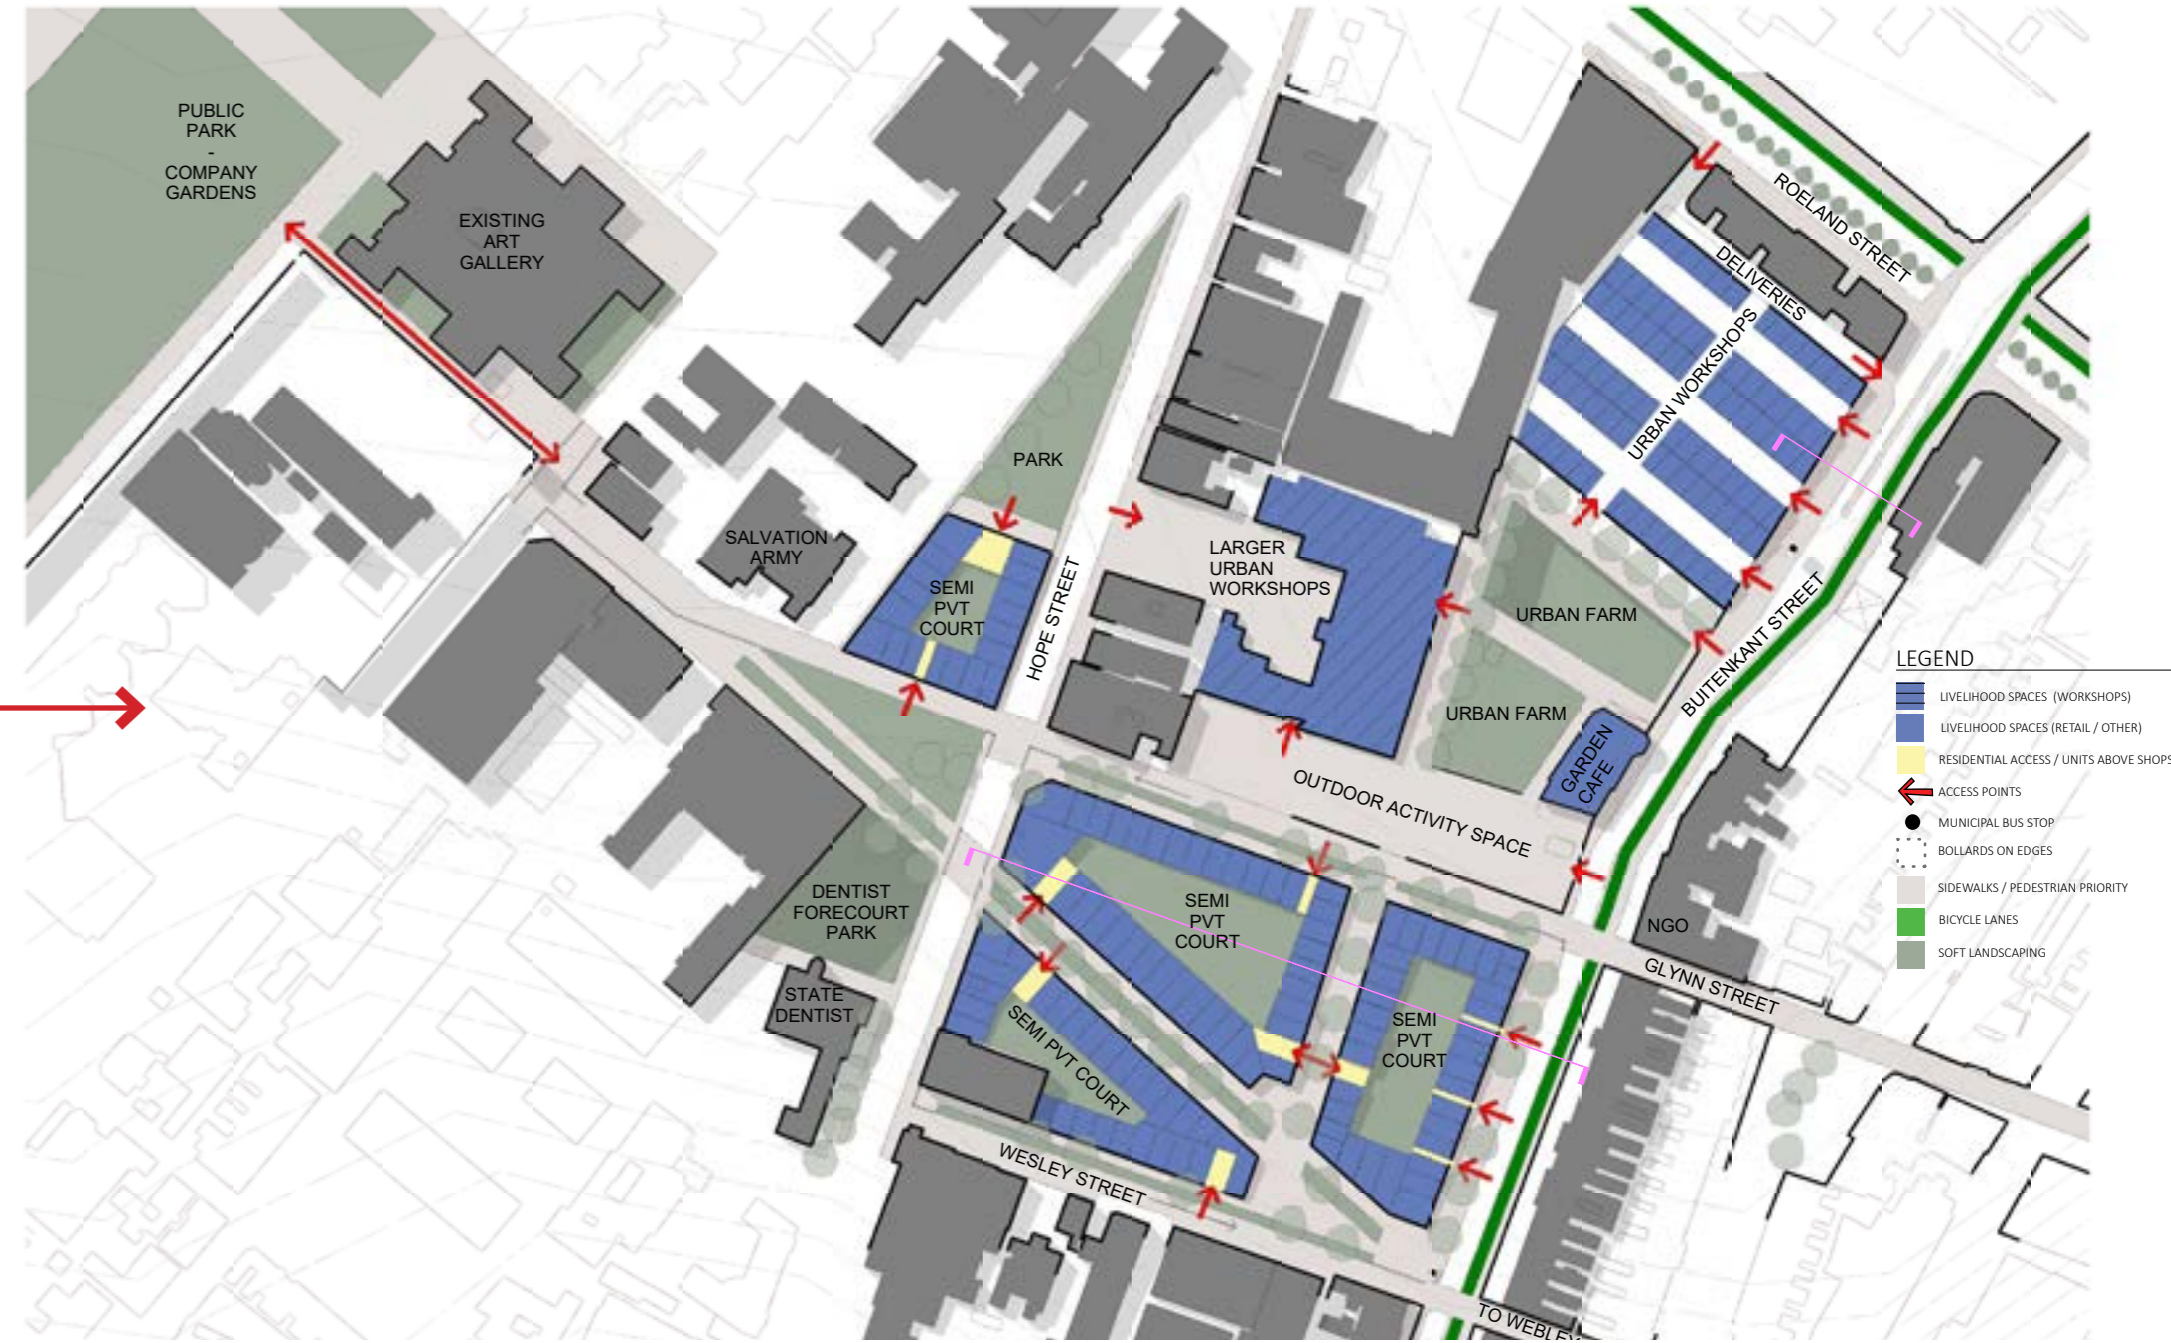 PUBLIC
PARK
-
COMPANY
GARDENS
EXISTING
ART
GALLERY
ROELAND STREET
DELIVERIES
URBAN WORKSHOPS
PARK
SALVATION
ARMY
SEMI
PVT
COURT
HOPE STREET
LARGER
URBAN
WORKSHOPS
URBAN FARM
URBAN FARM
BUITENKANT STREET
GARDEN
CAFE
OUTDOOR ACTIVITY SPACE
DENTIST
FORECOURT
PARK
SEMI
PVT
COURT
STATE
DENTIST
SEMI PVT COURT
SEMI
PVT
COURT
NGO
GLYNN STREET
WESLEY STREET
TO WEBLEY
LEGEND
LIVELIHOOD SPACES (WORKSHOPS)
LIVELIHOOD SPACES (RETAIL / OTHER)
RESIDENTIAL ACCESS / UNITS ABOVE SHOPS
ACCESS POINTS
MUNICIPAL BUS STOP
BOLLARDS ON EDGES
SIDEWALKS / PEDESTRIAN PRIORITY
BICYCLE LANES
SOFT LANDSCAPING